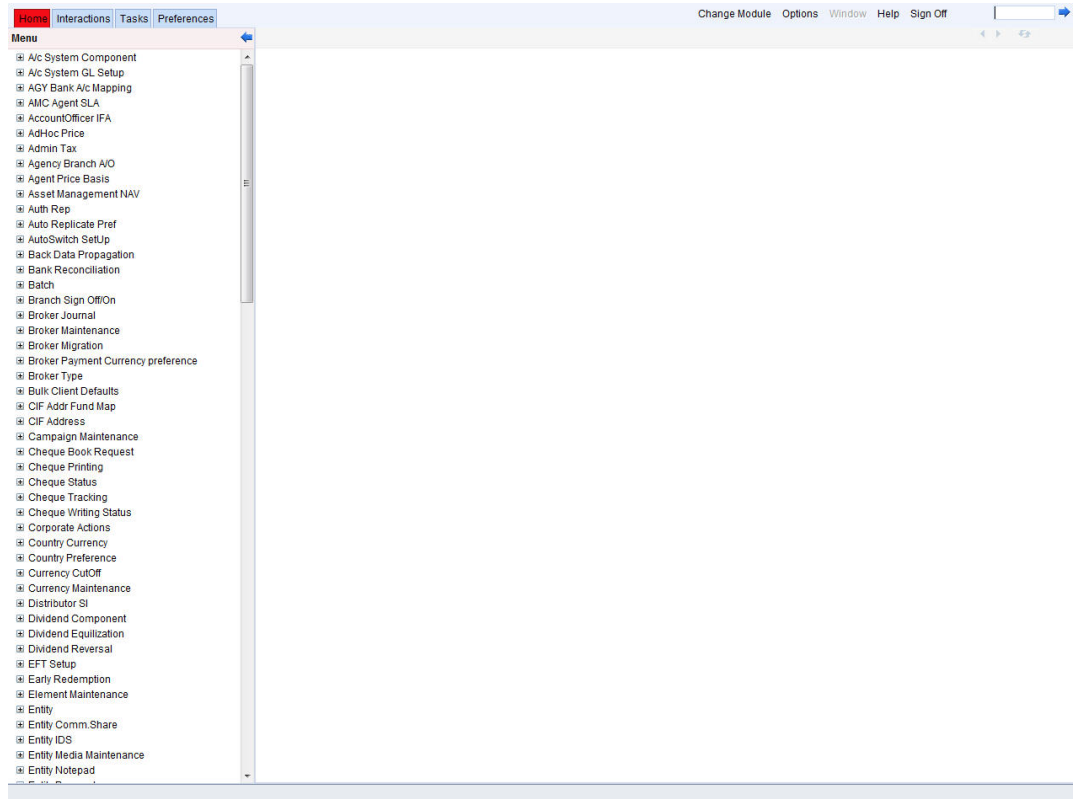 Home Interactions Tasks Preferences Change Module Options Window Help Sign Off
Menu
A/c System Component
A/c System GL Setup
AGY Bank A/c Mapping
AMC Agent SLA
AccountOfficer IFA
AdHoc Price
Admin Tax
Agency Branch A/O
Agent Price Basis
Asset Management NAV
Auth Rep
Auto Replicate Pref
AutoSwitch SetUp
Back Data Propagation
Bank Reconciliation
Batch
Branch Sign Off/On
Broker Journal
Broker Maintenance
Broker Migration
Broker Payment Currency preference
Broker Type
Bulk Client Defaults
CIF Addr Fund Map
CIF Address
Campaign Maintenance
Cheque Book Request
Cheque Printing
Cheque Status
Cheque Tracking
Cheque Writing Status
Corporate Actions
Country Currency
Country Preference
Currency CutOff
Currency Maintenance
Distributor SI
Dividend Component
Dividend Equilization
Dividend Reversal
EFT Setup
Early Redemption
Element Maintenance
Entity
Entity Comm.Share
Entity IDS
Entity Media Maintenance
Entity Notepad